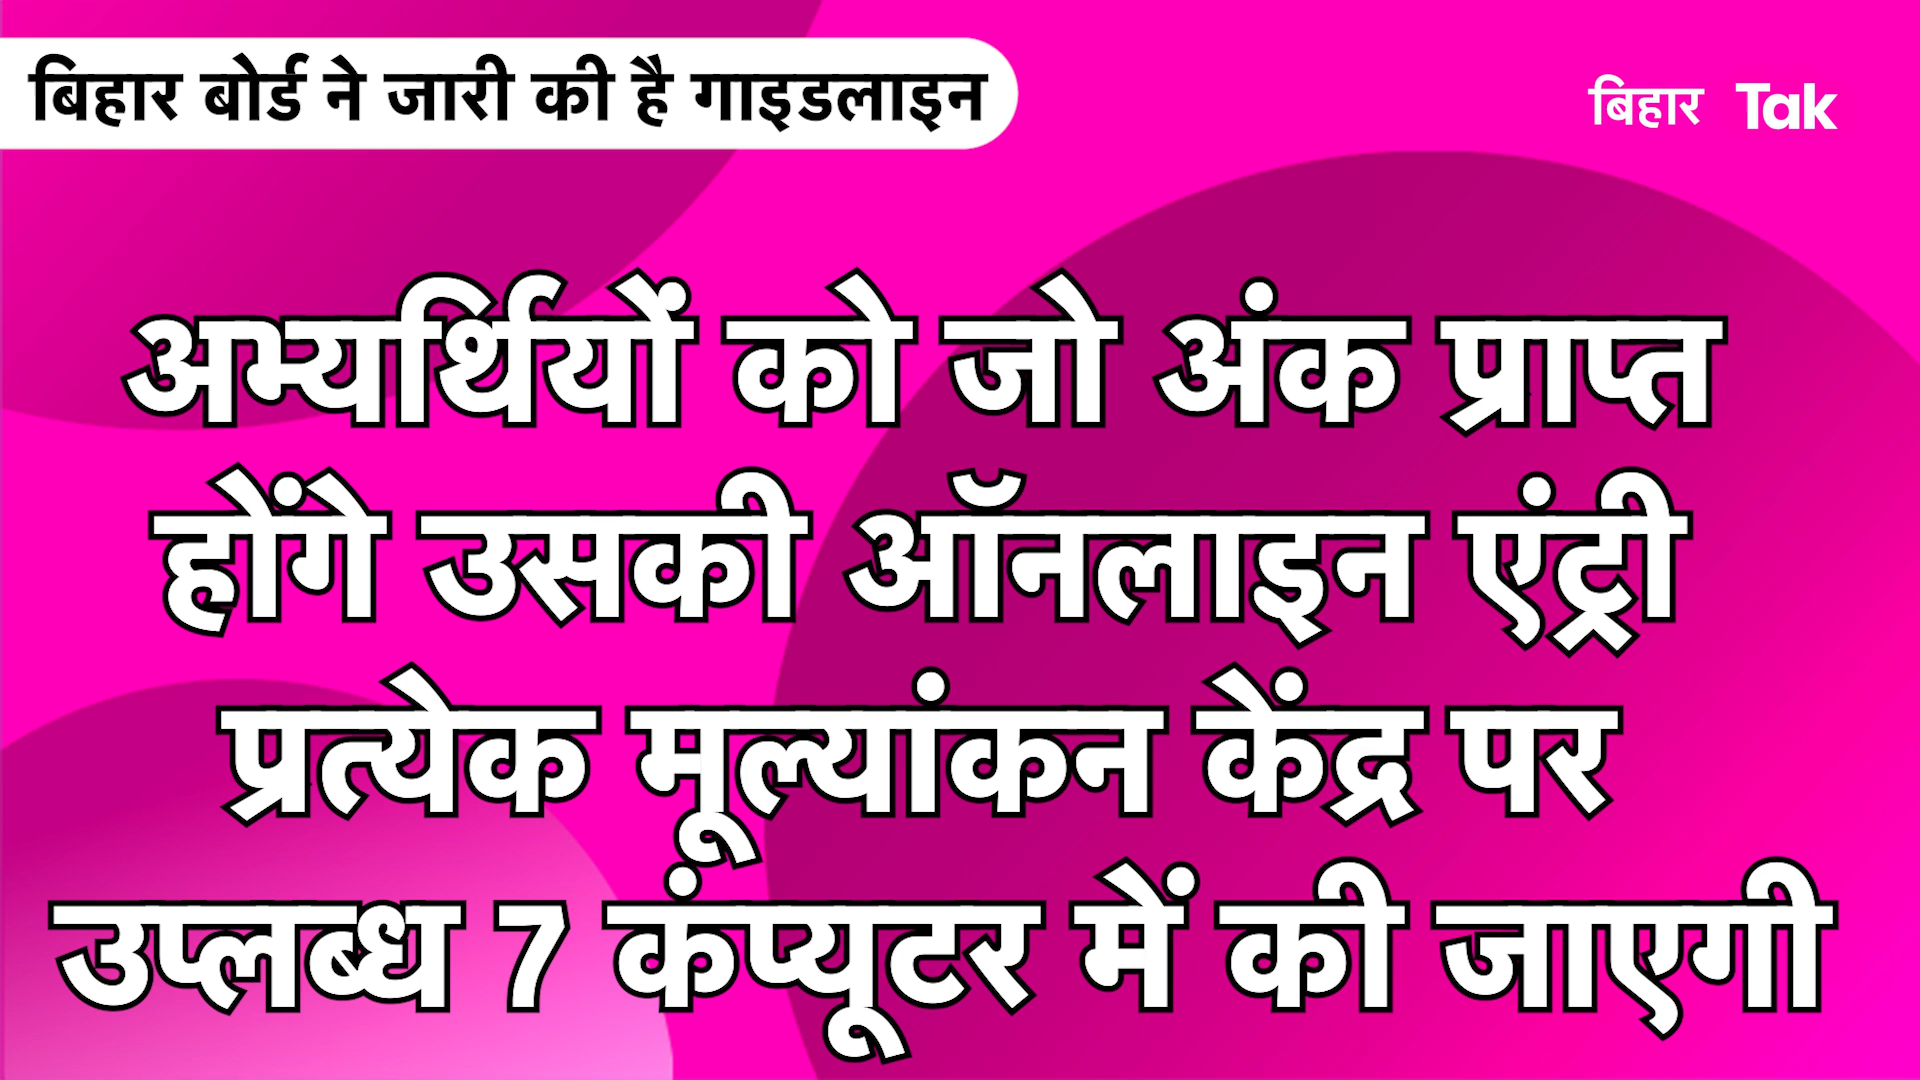 बिहार बोर्ड ने जारी की है गाइडलाइन
बिहार Tak
अभ्यर्थियों को जो अंक प्राप्त
होंगे उसकी ऑनलाइन एंट्री
प्रत्येक मूल्यांकन केंद्र पर
उप्लब्ध 7 कंप्यूटर में की जाएगी